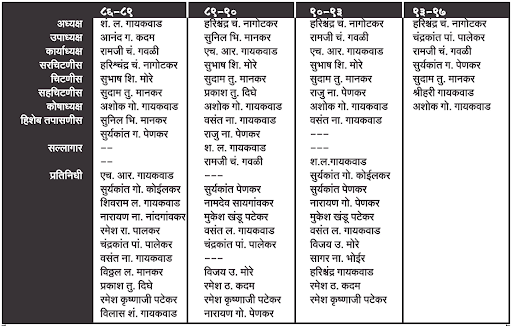 ८६–८९ ८९–९० ९०–९३ ९३–९७
अध्यक्ष शं. ल. गायकवाड हरिश्चंद्र चं. नागोटकर हरिश्चंद्र चं. नागोटकर हरिश्चंद्र चं. नागोटकर
उपाध्यक्ष आनंद ग. कदम सुनिल भि. मानकर रामजी चं. गवळी चंद्रकांत पां. पालेकर
कार्याध्यक्ष रामजी चं. गवळी एच. आर. गायकवाड एच. आर. गायकवाड रामजी चं. गवळी
सरचिटणीस हरिश्चंद्र चं. नागोटकर सुभाष शि. मोरे सुभाष शि. मोरे सुर्यकांत ग. पेणकर
चिटणीस सुभाष शि. मोरे सुदाम तु. मानकर सुदाम तु. मानकर सुदाम तु. मानकर
सहचिटणीस सुदाम तु. मानकर प्रकाश तु. दिघे राजु ना. पेणकर श्रीहरी गायकवाड
कोषाध्यक्ष अशोक गो. गायकवाड अशोक गो. गायकवाड अशोक गो. गायकवाड अशोक गो. गायकवाड
हिशेब तपासणीस सुनिल भि. मानकर वसंत ना. गायकवाड वसंत ना. गायकवाड
सुर्यकांत ग. पेणकर राजु ना. पेणकर ---
सल्लागार -- श. ल. गायकवाड ---
-- रामजी चं. गवळी श.ल.गायकवाड
प्रतिनिधी एच. आर. गायकवाड --- सुर्यकांत गो. कोईलकर
सुर्यकांत गो. कोईलकर सुर्यकांत पेणकर सुर्यकांत पेणकर
शिवराम ल. गायकवाड नामदेव सायगांवकर नारायण गो. पेणकर
नारायण ना. नांदगांवकर मुकेश खंडू पटेकर मुकेश खंडू पटेकर
रमेश रा. पालकर वसंत ल. गायकवाड वसंत ल. गायकवाड
चंद्रकांत पां. पालेकर चंद्रकांत पां. पालेकर विजय उ. मोरे
वसंत ना. गायकवाड --- सागर ना. भोईर
विठ्ठल ल. मानकर विजय उ. मोरे हरिश्चंद्र गायकवाड
प्रकाश तु. दिघे रमेश ठ. कदम रमेश ठ. कदम
रमेश कृष्णाजी पटेकर रमेश कृष्णाजी पटेकर रमेश कृष्णाजी पटेकर
विलास शं. गायकवाड नारायण गो. पेणकर